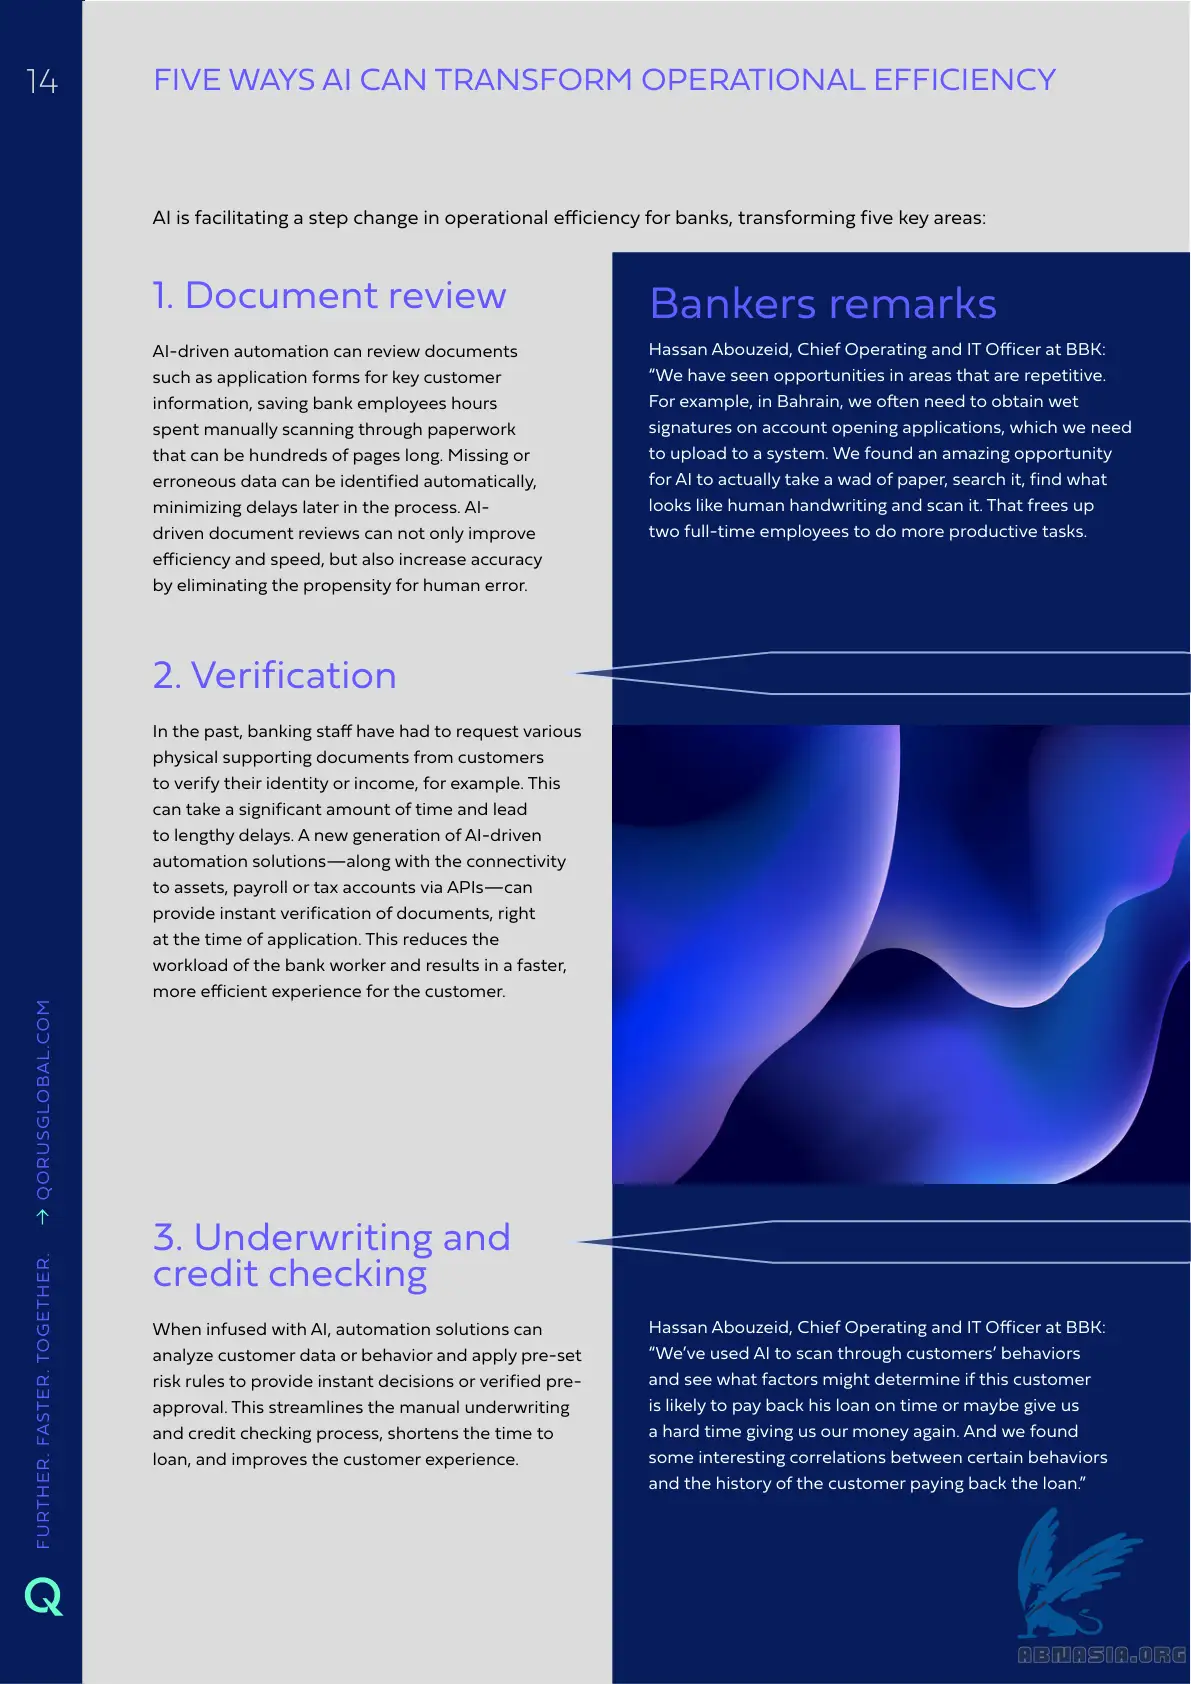 14
FIVE WAYS AI CAN TRANSFORM OPERATIONAL EFFICIENCY
AI is facilitating a step change in operational efficiency for banks, transforming five key areas:
1. Document review
AI-driven automation can review documents
such as application forms for key customer
information, saving bank employees hours
spent manually scanning through paperwork
that can be hundreds of pages long. Missing or
erroneous data can be identified automatically,
minimizing delays later in the process. AI-
driven document reviews can not only improve
efficiency and speed, but also increase accuracy
by eliminating the propensity for human error.
Bankers remarks
Hassan Abouzeid, Chief Operating and IT Officer at BBK:
“We have seen opportunities in areas that are repetitive.
For example, in Bahrain, we often need to obtain wet
signatures on account opening applications, which we need
to upload to a system. We found an amazing opportunity
for AI to actually take a wad of paper, search it, find what
looks like human handwriting and scan it. That frees up
two full-time employees to do more productive tasks.
2. Verification
In the past, banking staff have had to request various
physical supporting documents from customers
to verify their identity or income, for example. This
can take a significant amount of time and lead
to lengthy delays. A new generation of AI-driven
automation solutions—along with the connectivity
to assets, payroll or tax accounts via APIs—can
provide instant verification of documents, right
at the time of application. This reduces the
workload of the bank worker and results in a faster,
more efficient experience for the customer.
3. Underwriting and
credit checking
When infused with AI, automation solutions can
analyze customer data or behavior and apply pre-set
risk rules to provide instant decisions or verified pre-
approval. This streamlines the manual underwriting
and credit checking process, shortens the time to
loan, and improves the customer experience.
Hassan Abouzeid, Chief Operating and IT Officer at BBK:
“We’ve used AI to scan through customers’ behaviors
and see what factors might determine if this customer
is likely to pay back his loan on time or maybe give us
a hard time giving us our money again. And we found
some interesting correlations between certain behaviors
and the history of the customer paying back the loan.”
FURTHER. FASTER. TOGETHER. → QORUSGLOBAL.COM
Q
ABNASIA.ORG